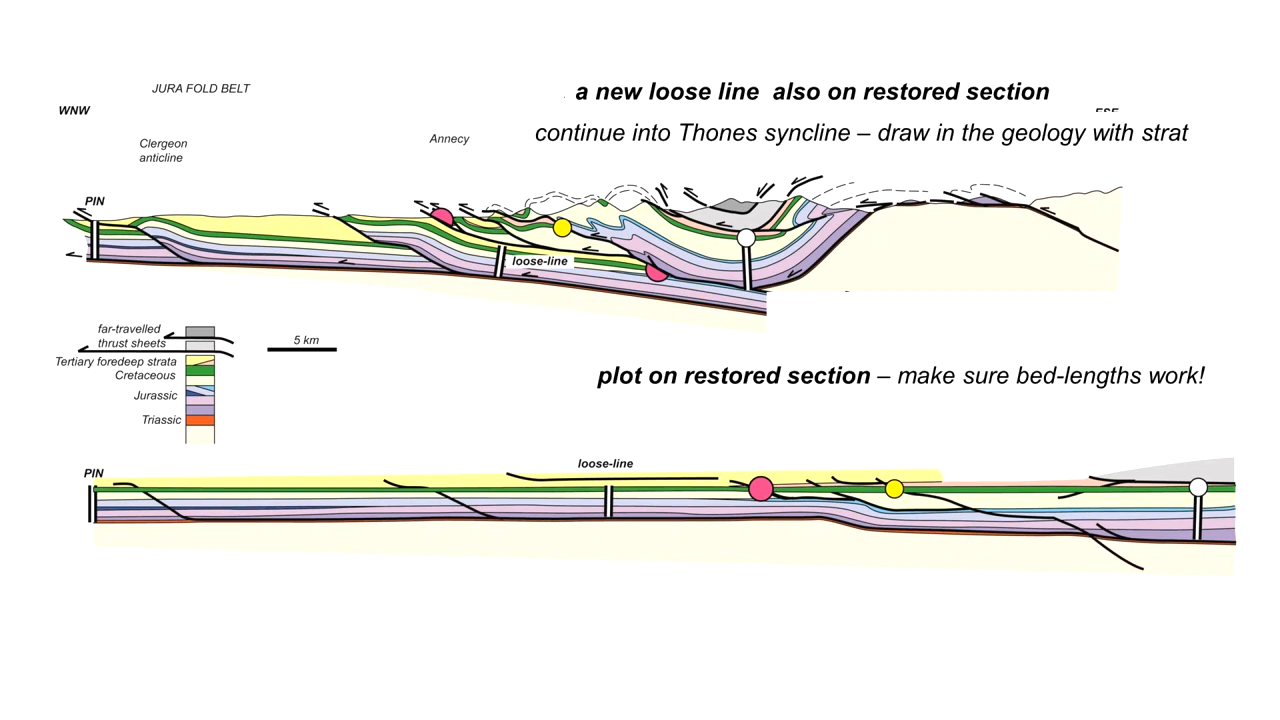 JURA FOLD BELT
a new loose line also on restored section
WNW
continue into Thones syncline – draw in the geology with strat
Annecy
Clergeon
anticline
PIN
loose-line
far-travelled
thrust sheets
5 km
Tertiary foredeep strata
Cretaceous
Jurassic
Triassic
plot on restored section – make sure bed-lengths work!
loose-line
PIN